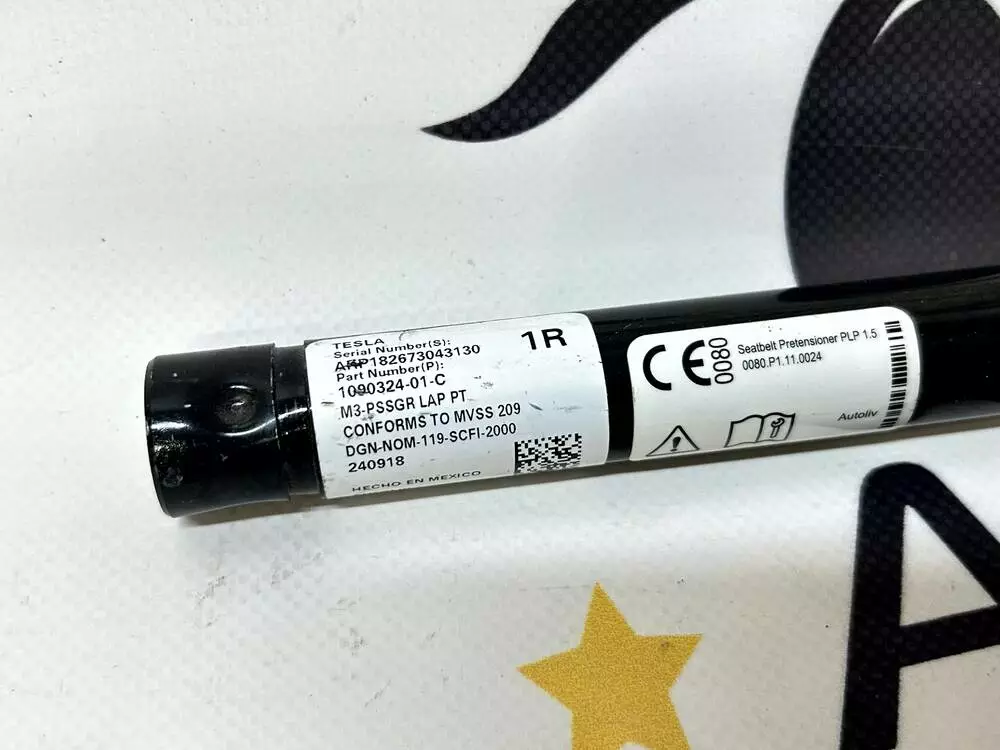 TESLA
Serial Number(S):
ARP182673043130
Part Number(P):
1090324-01-C
M3-PSSGR LAP PT
CONFORMS TO MVSS 209
DGN-NOM-119-SCFI-2000
240918
HECHO EN MEXICO
1R
CE
0080
Seatbelt Pretensioner PLP 1.5
0080.P1.11.0024
Autoliv
A